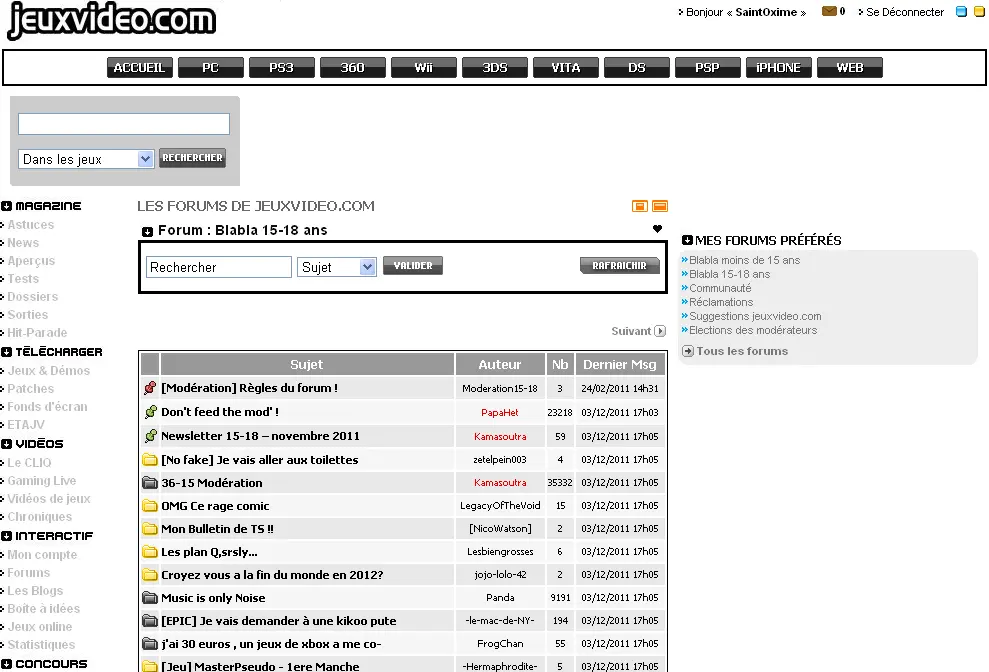 jeuxvideo.com
Bonjour « SaintOxime » 0 Se Déconnecter
ACCUEIL PC PS3 360 Wii 3DS VITA DS PSP iPHONE WEB
Dans les jeux RECHERCHER
MAGAZINE
Astuces
News
Aperçus
Tests
Dossiers
Sorties
Hit-Parade
TÉLÉCHARGER
Jeux & Démos
Patches
Fonds d'écran
ETAJV
VIDÉOS
Le CLIQ
Gaming Live
Vidéos de jeux
Chroniques
INTERACTIF
Mon compte
Forums
Les Blogs
Boîte à idées
Jeux online
Statistiques
CONCOURS
LES FORUMS DE JEUXVIDEO.COM
Forum : Blabla 15-18 ans
Rechercher Sujet VALIDER RAFRAICHIR
Suivant
Sujet Auteur Nb Dernier Msg
[Modération] Règles du forum ! Moderation15-18 3 24/02/2011 14h31
Don't feed the mod' ! PapaHet 23218 03/12/2011 17h03
Newsletter 15-18 – novembre 2011 Kamasoutra 59 03/12/2011 17h05
[No fake] Je vais aller aux toilettes zetelpein003 4 03/12/2011 17h05
36-15 Modération Kamasoutra 35332 03/12/2011 17h05
OMG Ce rage comic LegacyOfTheVoid 15 03/12/2011 17h05
Mon Bulletin de TS !! [NicoWatson] 2 03/12/2011 17h05
Les plan Q,srsly... Lesbiengrosses 6 03/12/2011 17h05
Croyez vous a la fin du monde en 2012? jojo-lolo-42 2 03/12/2011 17h05
Music is only Noise Panda 9191 03/12/2011 17h05
[EPIC] Je vais demander à une kikoo pute -le-mac-de-NY- 194 03/12/2011 17h05
j'ai 30 euros , un jeux de xbox a me co- FrogChan 55 03/12/2011 17h05
[Jeu] MasterPseudo - 1ere Manche -Hermaphrodite- 5 03/12/2011 17h05
MES FORUMS PRÉFÉRÉS
Blabla moins de 15 ans
Blabla 15-18 ans
Communauté
Réclamations
Suggestions jeuxvideo.com
Elections des modérateurs
Tous les forums